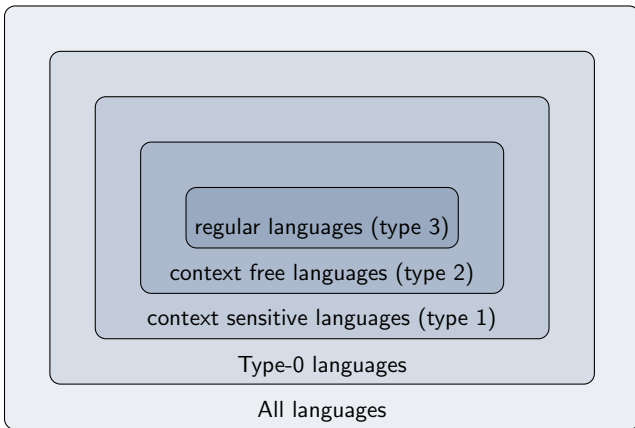 regular languages (type 3)
context free languages (type 2)
context sensitive languages (type 1)
Type-0 languages
All languages